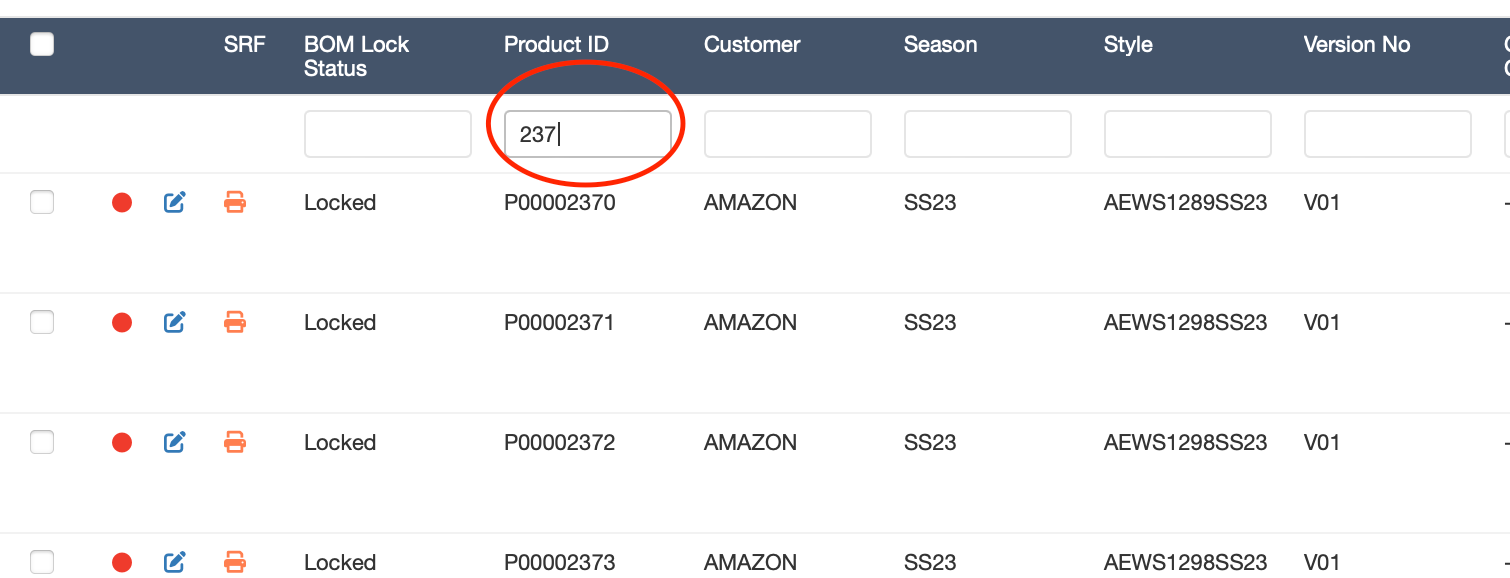 SRF BOM Lock Status Product ID Customer Season Style Version No
237
Locked P00002370 AMAZON SS23 AEWS1289SS23 V01 -
Locked P00002371 AMAZON SS23 AEWS1298SS23 V01 -
Locked P00002372 AMAZON SS23 AEWS1298SS23 V01 -
Locked P00002373 AMAZON SS23 AEWS1298SS23 V01 -